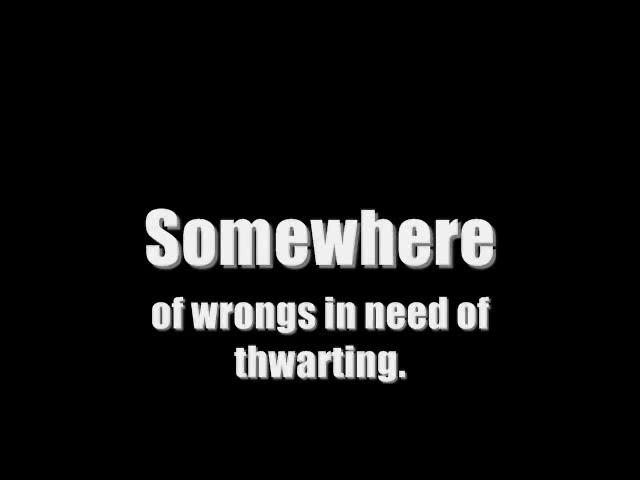 Somewhere
of wrongs in need of
thwarting.